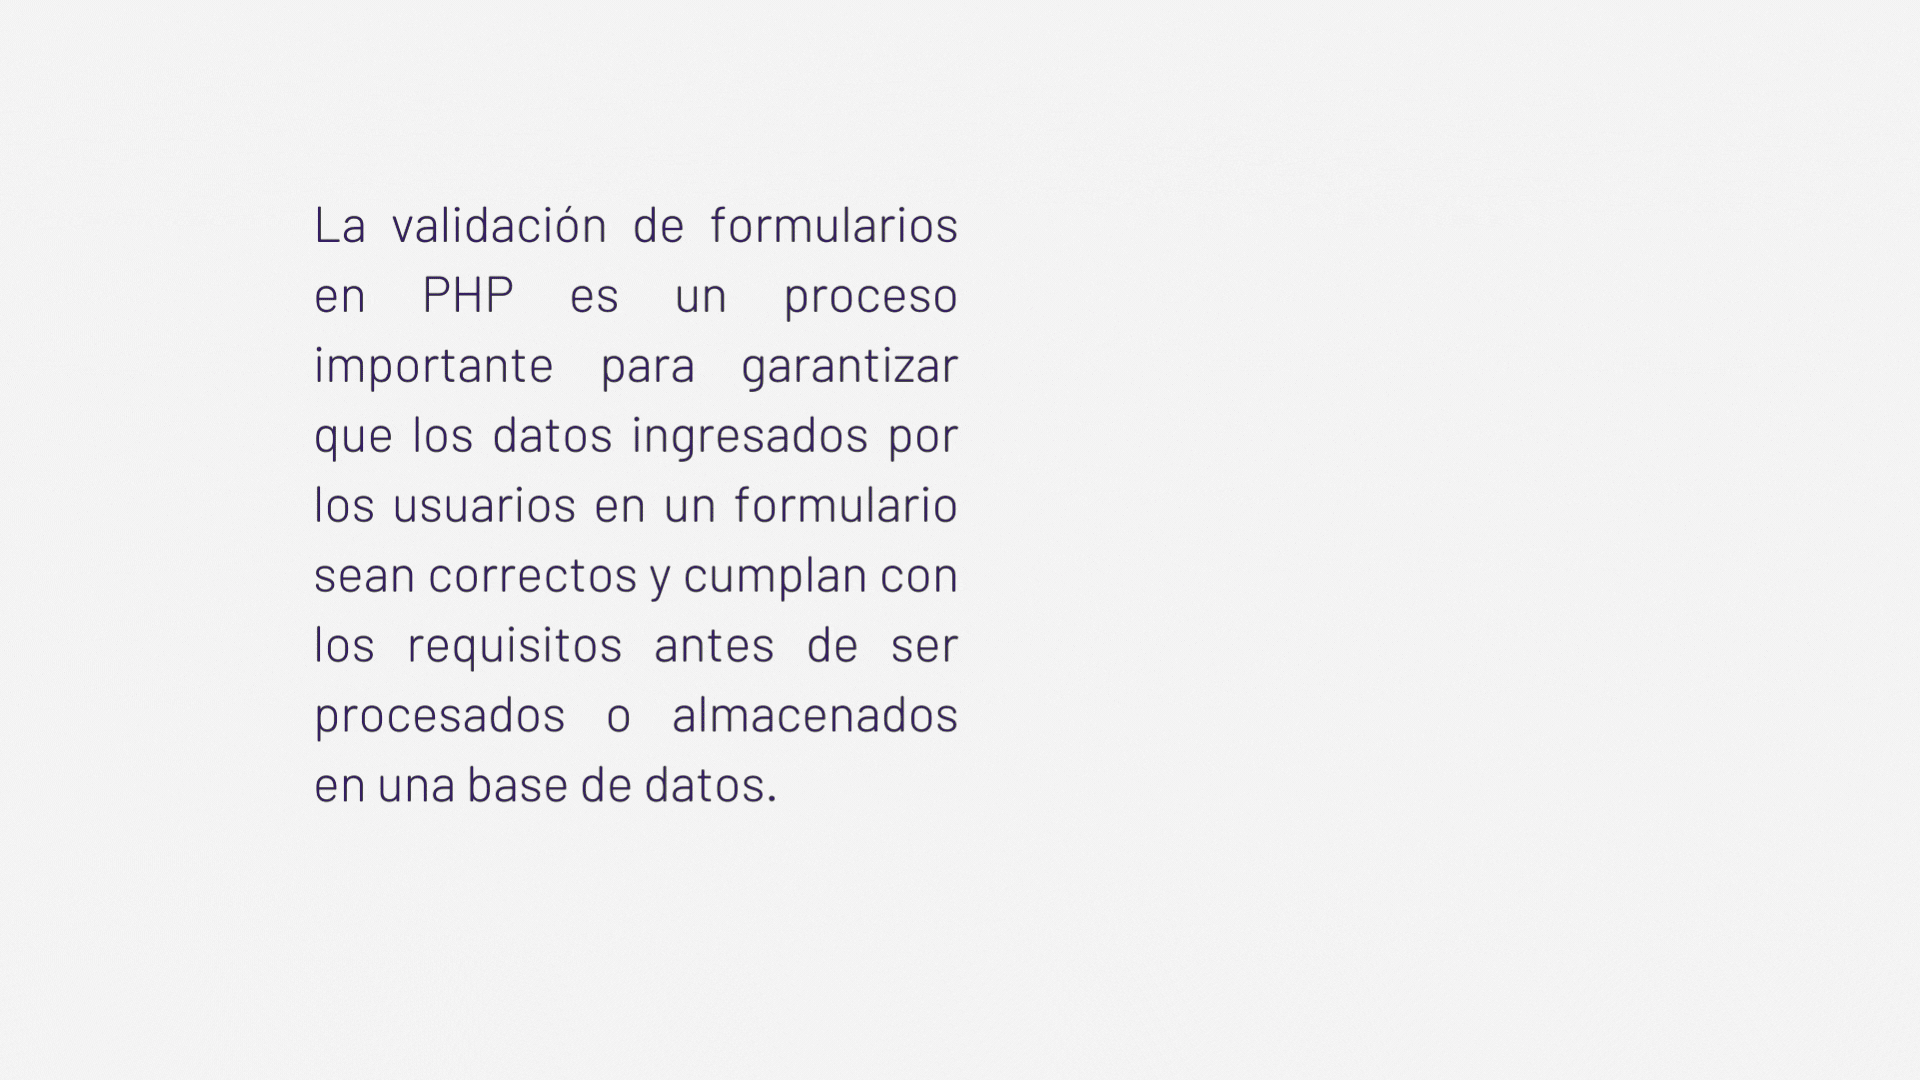 La validación de formularios
en PHP es un proceso
importante para garantizar
que los datos ingresados por
los usuarios en un formulario
sean correctos y cumplan con
los requisitos antes de ser
procesados o almacenados
en una base de datos.